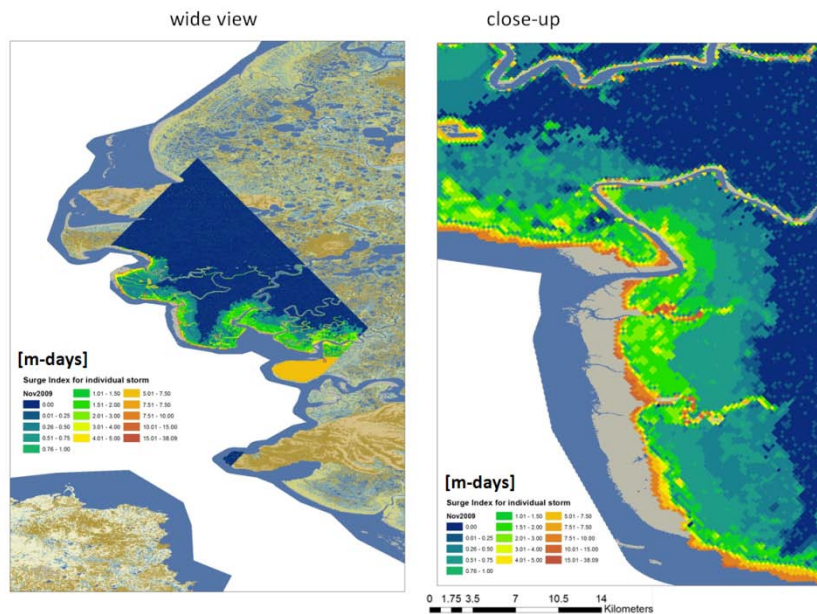 wide view
close-up
[m-days]
Surge Index for individual storm
Nov2009
0.00
0.01 - 0.25
0.26 - 0.50
0.51 - 0.75
0.76 - 1.00
1.01 - 1.50
1.51 - 2.00
2.01 - 3.00
3.01 - 4.00
4.01 - 5.00
5.01 - 7.50
7.51 - 7.50
7.51 - 10.00
10.01 - 15.00
15.01 - 38.09
[m-days]
Surge Index for individual storm
Nov2009
0.00
0.01 - 0.25
0.26 - 0.50
0.51 - 0.75
0.76 - 1.00
1.01 - 1.50
1.51 - 2.00
2.01 - 3.00
3.01 - 4.00
4.01 - 5.00
5.01 - 7.50
7.51 - 7.50
7.51 - 10.00
10.01 - 15.00
15.01 - 38.09
0 1.75 3.5 7 10.5 14
Kilometers